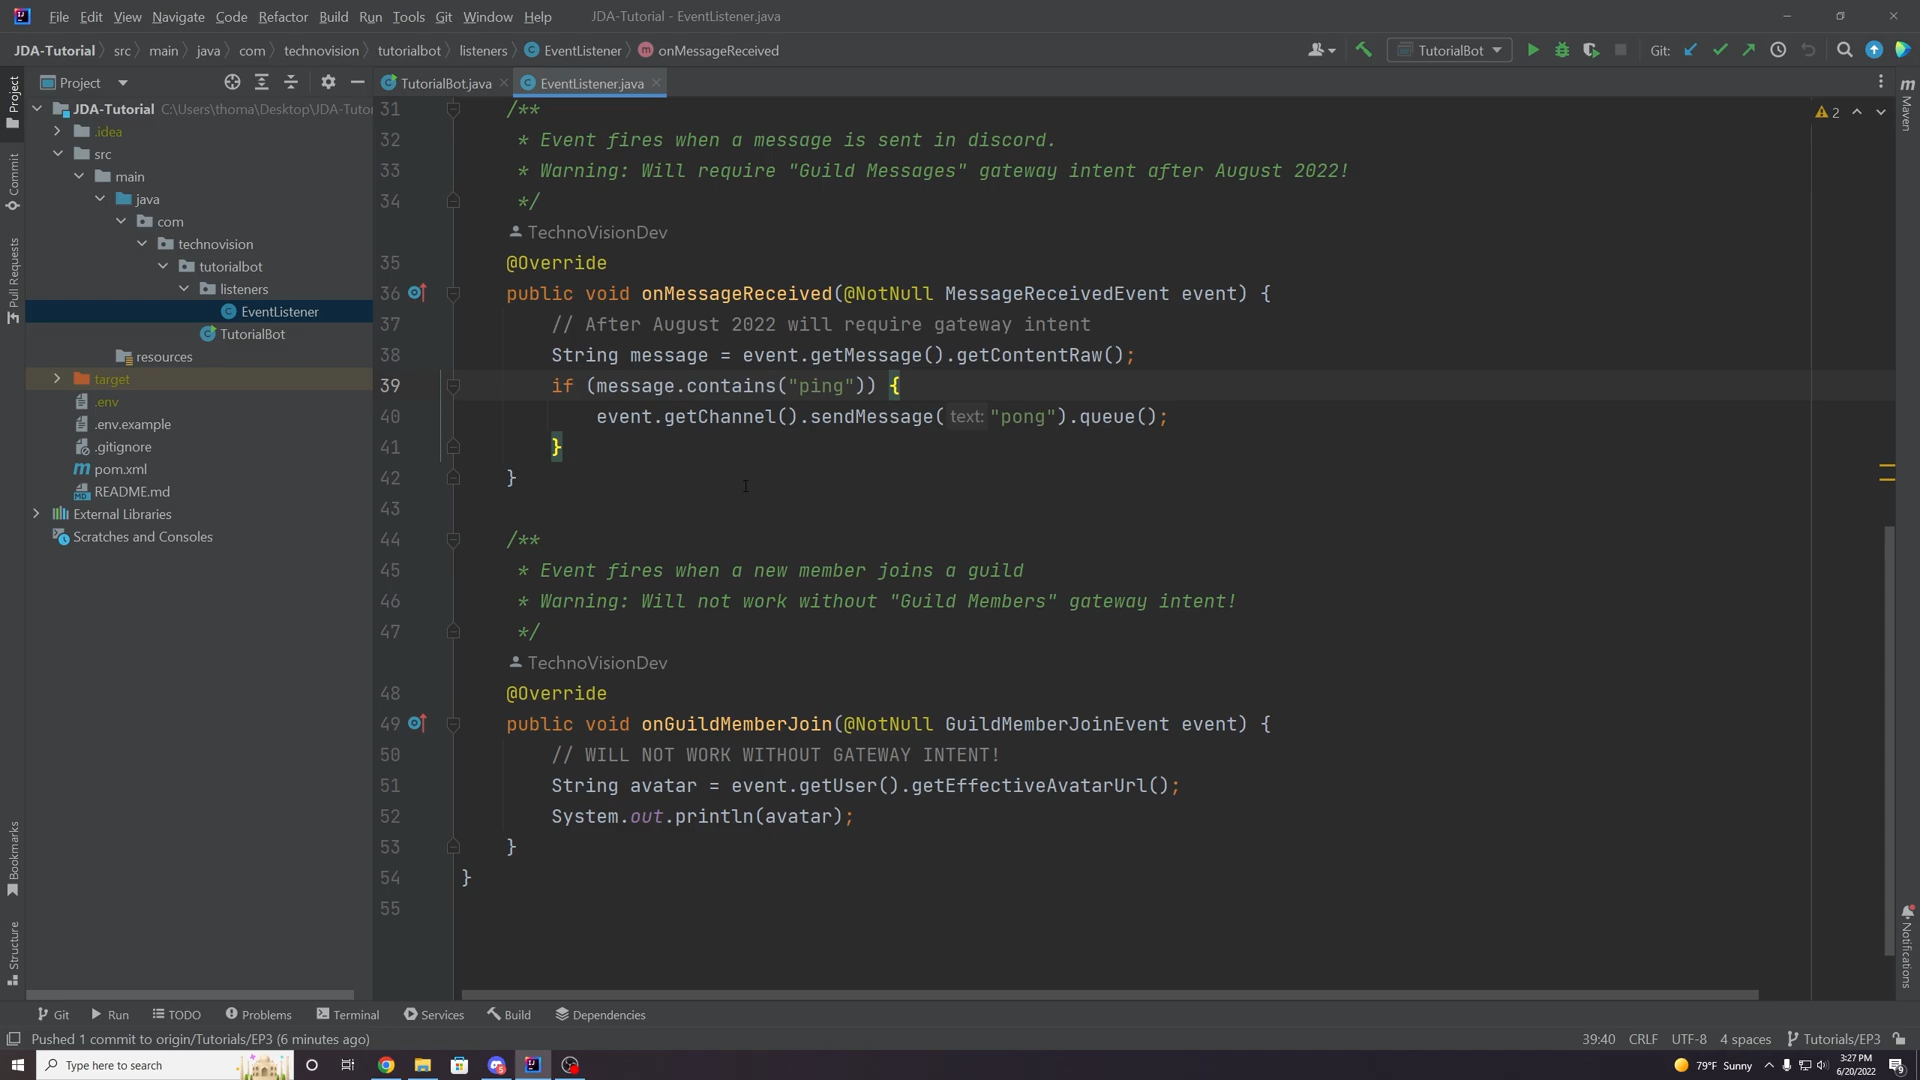 File Edit View Navigate Code Refactor Build Run Tools Git Window Help JDA-Tutorial - EventListener.java
JDA-Tutorial src main java com technovision tutorialbot listeners EventListener onMessageReceived TutorialBot Git:
Project TutorialBot.java EventListener.java
JDA-Tutorial C:\Users\thoma\Desktop\JDA-Tutor
.idea
src
main
java
com
technovision
tutorialbot
listeners
EventListener
TutorialBot
resources
target
.env
.env.example
.gitignore
pom.xml
README.md
External Libraries
Scratches and Consoles
Project
Commit
Pull Requests
Bookmarks
Structure
31 /**
32 * Event fires when a message is sent in discord.
33 * Warning: Will require "Guild Messages" gateway intent after August 2022!
34 */
TechnoVisionDev
35 @Override
36 public void onMessageReceived(@NotNull MessageReceivedEvent event) {
37 // After August 2022 will require gateway intent
38 String message = event.getMessage().getContentRaw();
39 if (message.contains("ping")) {
40 event.getChannel().sendMessage( text: "pong").queue();
41 }
42 }
43
44 /**
45 * Event fires when a new member joins a guild
46 * Warning: Will not work without "Guild Members" gateway intent!
47 */
TechnoVisionDev
48 @Override
49 public void onGuildMemberJoin(@NotNull GuildMemberJoinEvent event) {
50 // WILL NOT WORK WITHOUT GATEWAY INTENT!
51 String avatar = event.getUser().getEffectiveAvatarUrl();
52 System.out.println(avatar);
53 }
54 }
55
2
Maven
Notifications
Git Run TODO Problems Terminal Services Build Dependencies
Pushed 1 commit to origin/Tutorials/EP3 (6 minutes ago) 39:40 CRLF UTF-8 4 spaces Tutorials/EP3
Type here to search 79°F Sunny 3:27 PM
6/20/2022